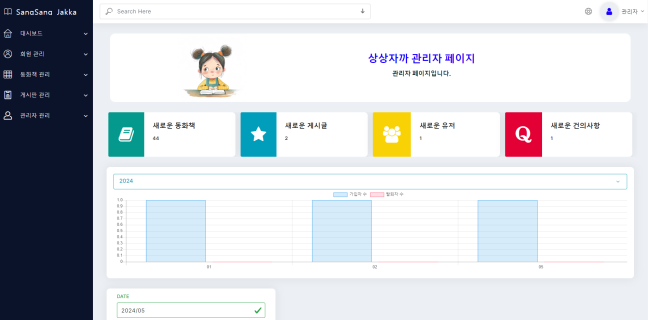 SangSang Jakka
Search Here
관리자
대시보드
회원 관리
동화책 관리
게시판 관리
관리자 관리
상상자까 관리자 페이지
관리자 페이지입니다.
새로운 동화책
44
새로운 게시글
2
새로운 유저
1
Q
새로운 건의사항
1
2024
가입자 수
탈퇴자 수
1.0
0.9
0.8
0.7
0.6
0.5
0.4
0.3
0.2
0.1
0
01
02
05
DATE
2024/05